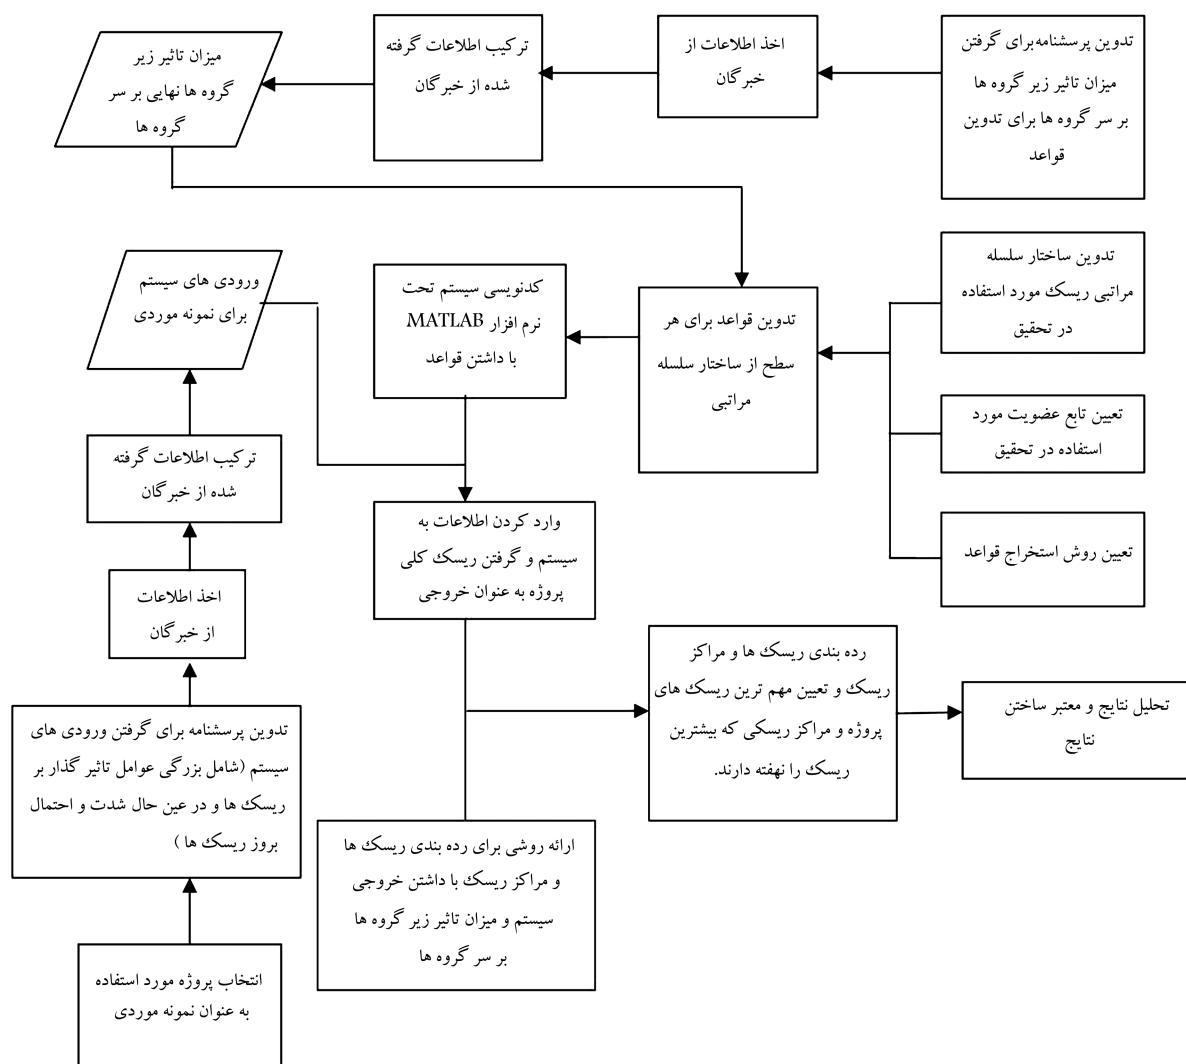 تدوین پرسشنامه برای گرفتن
میزان تاثیر زیر گروه ها
بر سر گروه ها برای تدوین
قواعد
اخذ اطلاعات از
خبرگان
ترکیب اطلاعات گرفته
شده از خبرگان
میزان تاثیر زیر
گروه ها نهایی بر سر
گروه ها
تدوین ساختار سلسله
مراتبی ریسک مورد استفاده
در تحقیق
تعیین تابع عضویت مورد
استفاده در تحقیق
تعیین روش استخراج قواعد
تدوین قواعد برای هر
سطح از ساختار سلسله
مراتبی
کدنویسی سیستم تحت
نرم افزار MATLAB
با داشتن قواعد
ورودی های سیستم
برای نمونه موردی
ترکیب اطلاعات گرفته
شده از خبرگان
اخذ اطلاعات
از خبرگان
تدوین پرسشنامه برای گرفتن ورودی های
سیستم (شامل بزرگی عوامل تاثیر گذار بر
ریسک ها و در عین حال شدت و احتمال
بروز ریسک ها )
انتخاب پروژه مورد استفاده
به عنوان نمونه موردی
وارد کردن اطلاعات به
سیستم و گرفتن ریسک کلی
پروژه به عنوان خروجی
ارائه روشی برای رده بندی ریسک ها
و مراکز ریسک با داشتن خروجی
سیستم و میزان تاثیر زیر گروه ها
بر سر گروه ها
رده بندی ریسک ها و مراکز
ریسک و تعیین مهم ترین ریسک های
پروژه و مراکز ریسکی که بیشترین
ریسک را نهفته دارند.
تحلیل نتایج و معتبر ساختن
نتایج